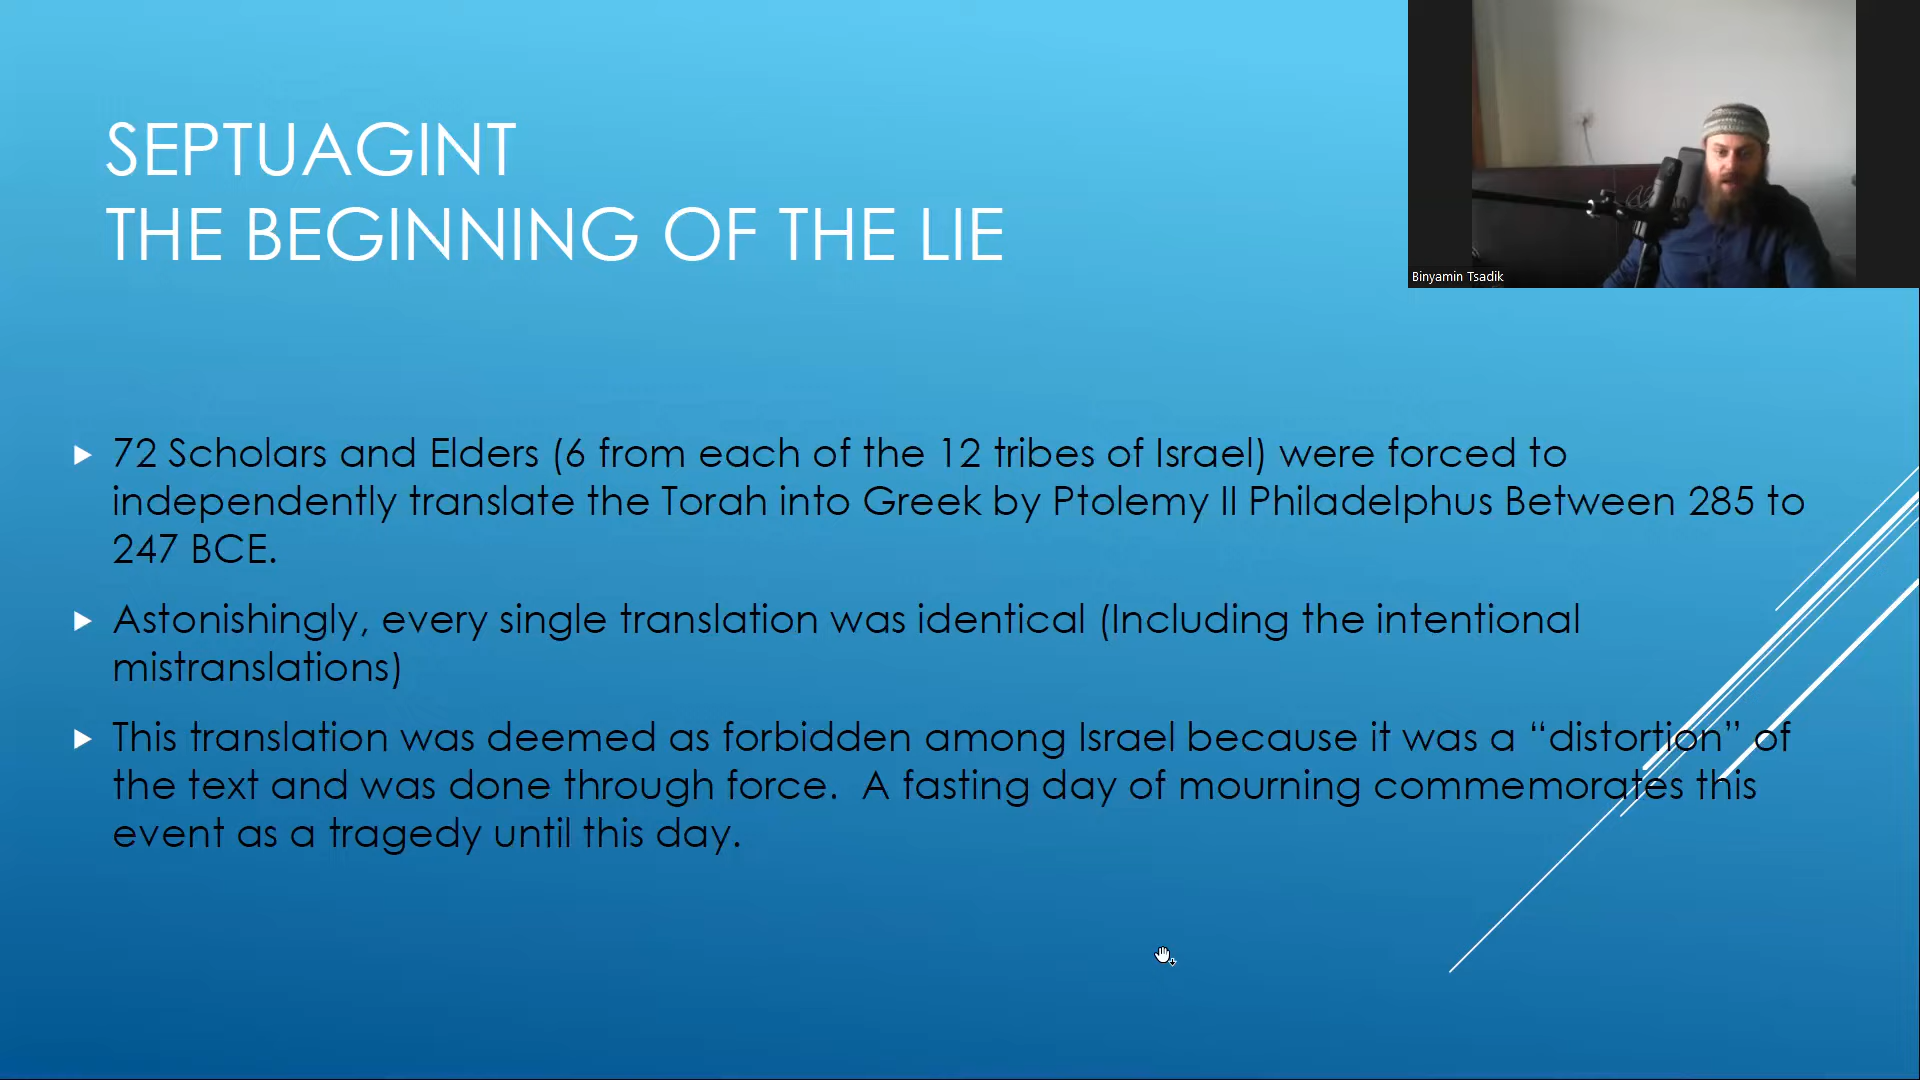 SEPTUAGINT
THE BEGINNING OF THE LIE
Binyamin Tsadik
72 Scholars and Elders (6 from each of the 12 tribes of Israel) were forced to
independently translate the Torah into Greek by Ptolemy II Philadelphus Between 285 to
247 BCE.
Astonishingly, every single translation was identical (Including the intentional
mistranslations)
This translation was deemed as forbidden among Israel because it was a “distortion” of
the text and was done through force.  A fasting day of mourning commemorates this
event as a tragedy until this day.